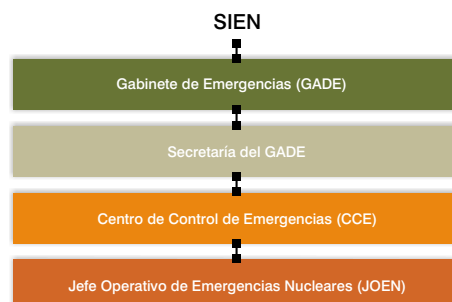 SIEN
Gabinete de Emergencias (GADE)
Secretaría del GADE
Centro de Control de Emergencias (CCE)
Jefe Operativo de Emergencias Nucleares (JOEN)